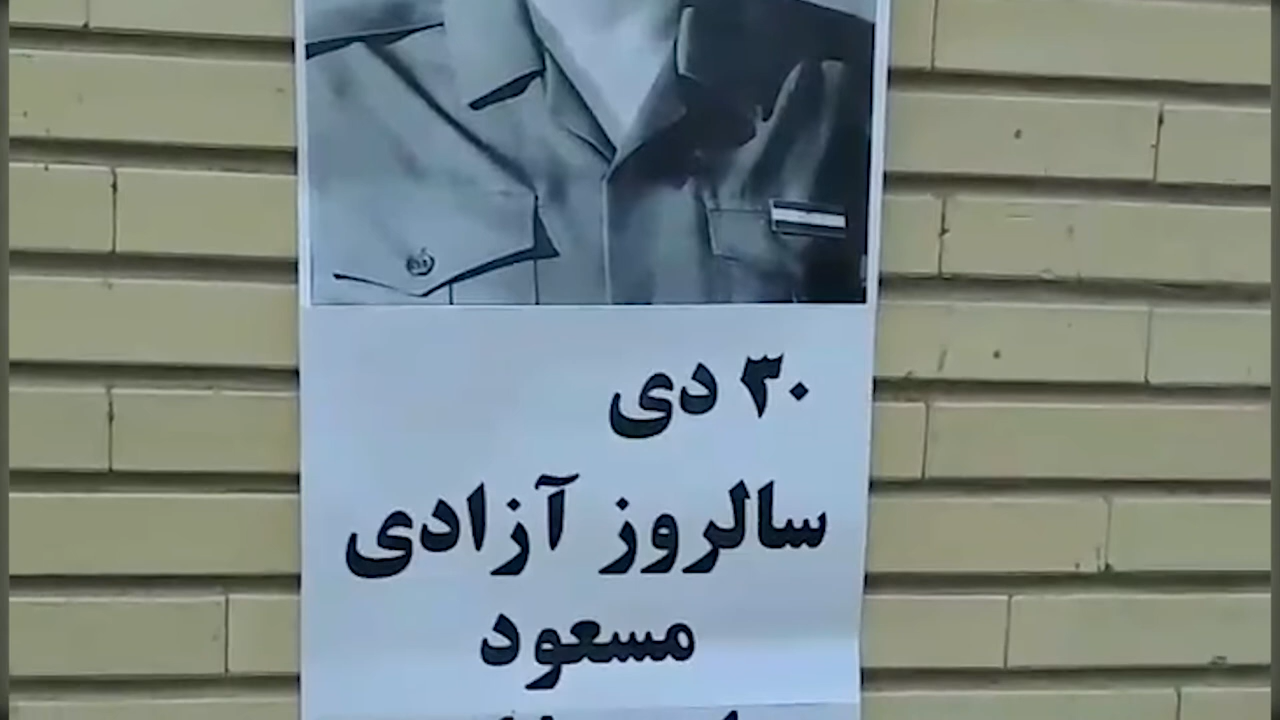 ۳۰ دی
سالروز آزادی
مسعود